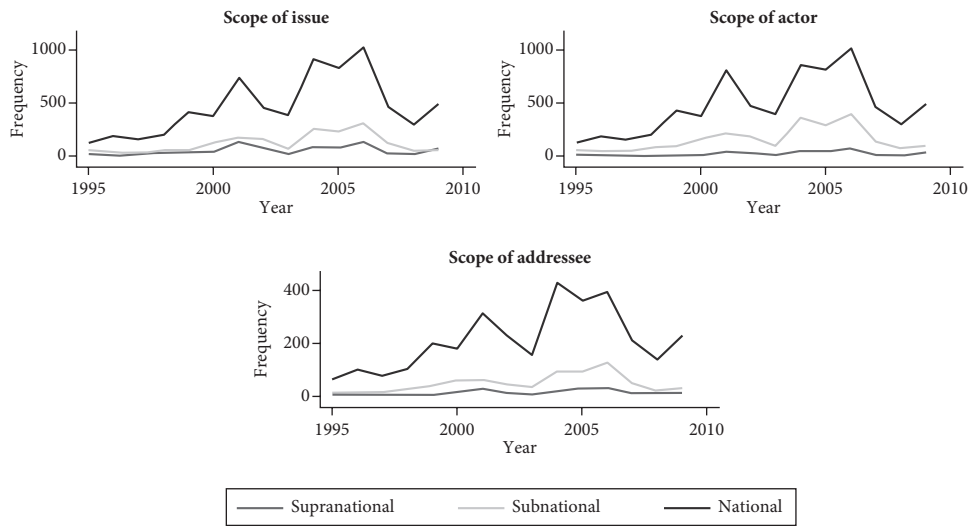 Scope of issue
1000
500
0
Frequency
1995 2000 2005 2010
Year
Scope of actor
1000
500
0
Frequency
1995 2000 2005 2010
Year
Scope of addressee
400
200
0
Frequency
1995 2000 2005 2010
Year
Supranational Subnational National